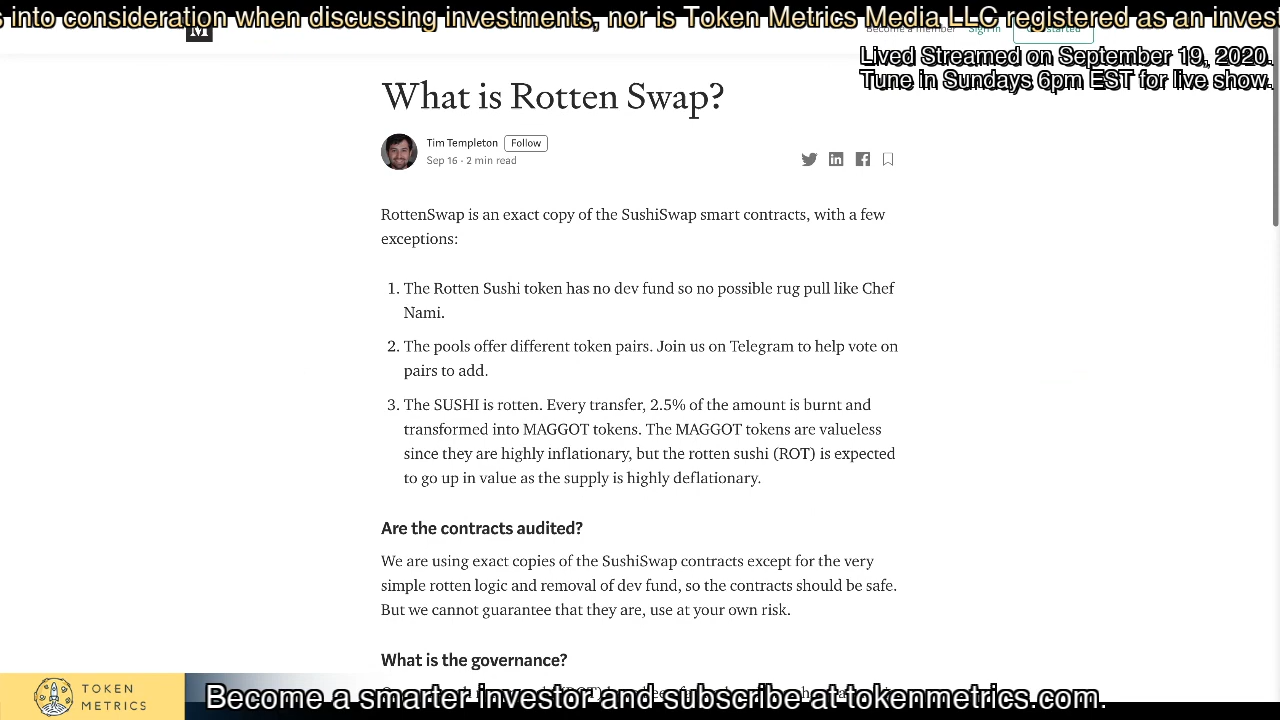 s into consideration when discussing investments, nor is Token Metrics Media LLC registered as an invest
M
Become a member Sign in
Lived Streamed on September 19, 2020.
Tune in Sundays 6pm EST for live show.
What is Rotten Swap?
Tim Templeton Follow
Sep 16 · 2 min read
RottenSwap is an exact copy of the SushiSwap smart contracts, with a few
exceptions:
1. The Rotten Sushi token has no dev fund so no possible rug pull like Chef
Nami.
2. The pools offer different token pairs. Join us on Telegram to help vote on
pairs to add.
3. The SUSHI is rotten. Every transfer, 2.5% of the amount is burnt and
transformed into MAGGOT tokens. The MAGGOT tokens are valueless
since they are highly inflationary, but the rotten sushi (ROT) is expected
to go up in value as the supply is highly deflationary.
Are the contracts audited?
We are using exact copies of the SushiSwap contracts except for the very
simple rotten logic and removal of dev fund, so the contracts should be safe.
But we cannot guarantee that they are, use at your own risk.
What is the governance?
TOKEN
METRICS
Become a smarter investor and subscribe at tokenmetrics.com.